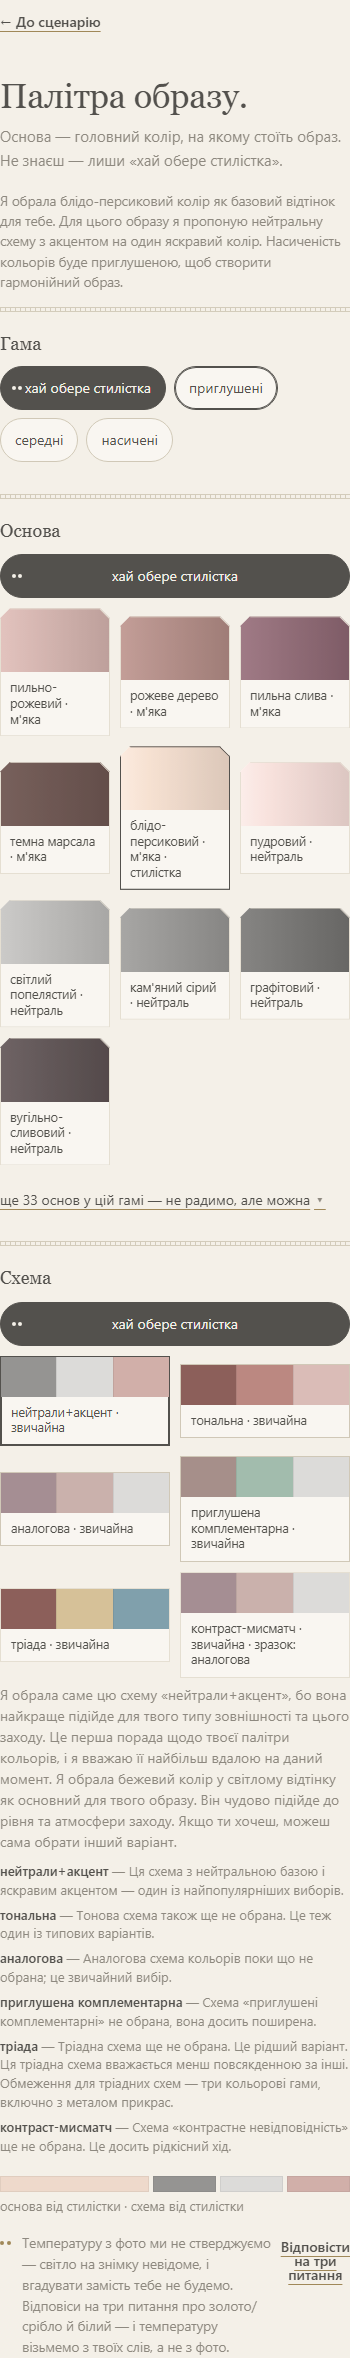 ← До сценарію
Палітра образу.
Основа — головний колір, на якому стоїть образ.
Не знаєш — лиши «хай обере стилістка».
Я обрала блідо-персиковий колір як базовий відтінок
для тебе. Для цього образу я пропоную нейтральну
схему з акцентом на один яскравий колір. Насиченість
кольорів буде приглушеною, щоб створити
гармонійний образ.
Гама
хай обере стилістка
приглушені
середні
насичені
Основа
хай обере стилістка
пильно-
рожевий ·
м'яка
рожеве дерево
· м'яка
пильна слива ·
м'яка
темна марсала
· м'яка
блідо-
персиковий ·
м'яка ·
стилістка
пудровий ·
нейтраль
світлий
попелястий ·
нейтраль
кам'яний сірий
· нейтраль
графітовий ·
нейтраль
вугільно-
сливовий ·
нейтраль
ще 33 основ у цій гамі — не радимо, але можна ▾
Схема
хай обере стилістка
нейтрали+акцент ·
звичайна
тональна · звичайна
аналогова · звичайна
приглушена
комплементарна ·
звичайна
тріада · звичайна
контраст-мисматч ·
звичайна · зразок:
аналогова
Я обрала саме цю схему «нейтрали+акцент», бо вона
найкраще підійде для твого типу зовнішності та цього
заходу. Це перша порада щодо твоєї палітри
кольорів, і я вважаю її найбільш вдалою на даний
момент. Я обрала бежевий колір у світлому відтінку
як основний для твого образу. Він чудово підійде до
рівня та атмосфери заходу. Якщо ти хочеш, можеш
сама обрати інший варіант.
нейтрали+акцент — Ця схема з нейтральною базою і
яскравим акцентом — один із найпопулярніших виборів.
тональна — Тонова схема також ще не обрана. Це теж
один із типових варіантів.
аналогова — Аналогова схема кольорів поки що не
обрана; це звичайний вибір.
приглушена комплементарна — Схема «приглушені
комплементарні» не обрана, вона досить поширена.
тріада — Тріадна схема ще не обрана. Це рідший варіант.
Ця тріадна схема вважається менш повсякденною за інші.
Обмеження для тріадних схем — три кольорові гами,
включно з металом прикрас.
контраст-мисматч — Схема «контрастне невідповідність»
ще не обрана. Це досить рідкісний хід.
основа від стилістки · схема від стилістки
Температуру з фото ми не стверджуємо
— світло на знімку невідоме, і
вгадувати замість тебе не будемо.
Відповіси на три питання про золото/
срібло й білий — і температуру
візьмемо з твоїх слів, а не з фото.
Відповісти
на три
питання